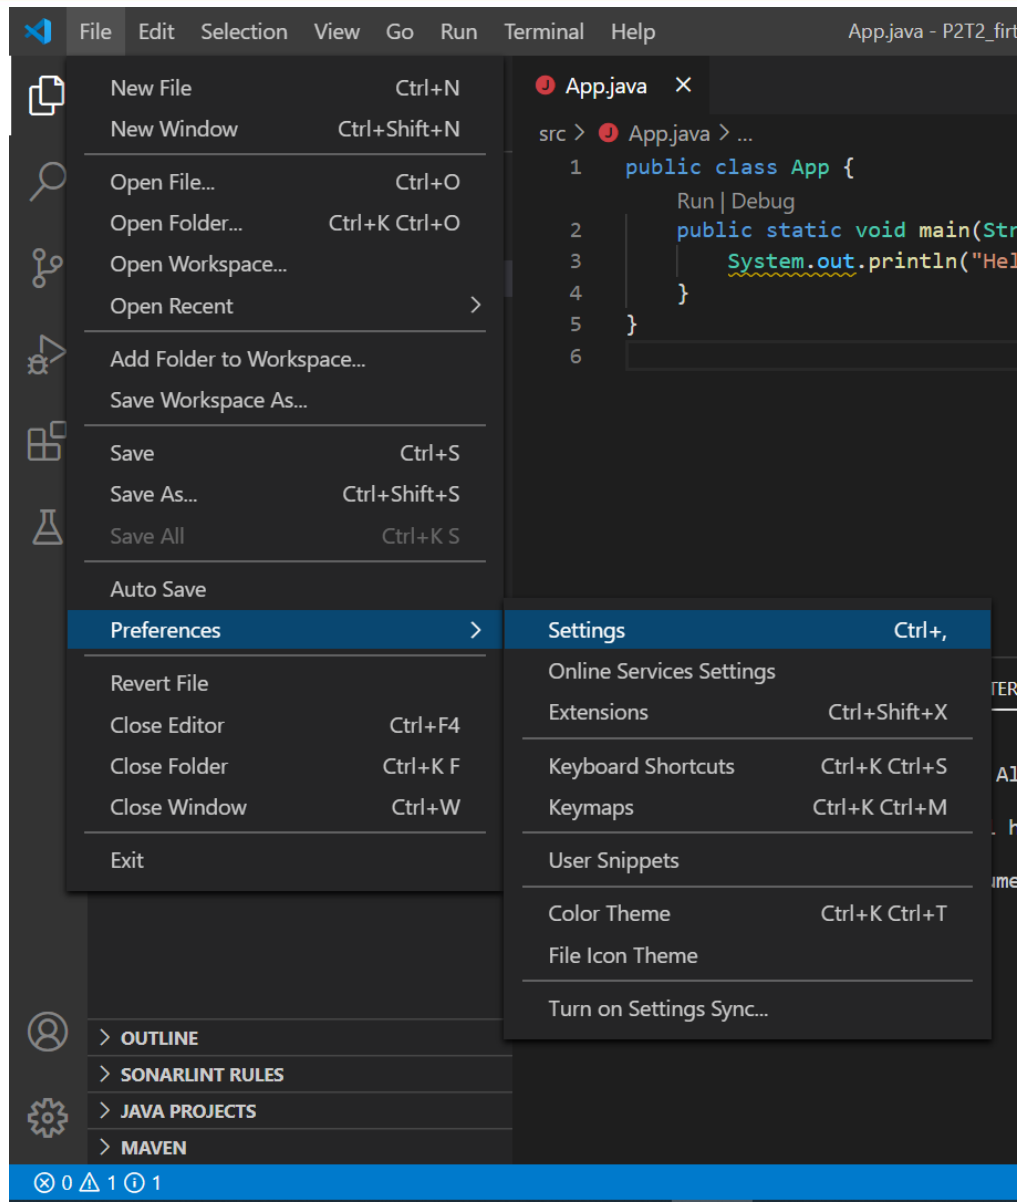 File Edit Selection View Go Run Terminal Help App.java - P2T2_firt
New File Ctrl+N
New Window Ctrl+Shift+N
Open File... Ctrl+O
Open Folder... Ctrl+K Ctrl+O
Open Workspace...
Open Recent >
Add Folder to Workspace...
Save Workspace As...
Save Ctrl+S
Save As... Ctrl+Shift+S
Save All Ctrl+K S
Auto Save
Preferences >
Revert File
Close Editor Ctrl+F4
Close Folder Ctrl+K F
Close Window Ctrl+W
Exit
Settings Ctrl+,
Online Services Settings
Extensions Ctrl+Shift+X
Keyboard Shortcuts Ctrl+K Ctrl+S
Keymaps Ctrl+K Ctrl+M
User Snippets
Color Theme Ctrl+K Ctrl+T
File Icon Theme
Turn on Settings Sync...
J App.java ×
src > J App.java > ...
1 public class App {
Run | Debug
2 public static void main(Str
3 System.out.println("Hel
4 }
5 }
6
TER
Al
. h
ume
> OUTLINE
> SONARLINT RULES
> JAVA PROJECTS
> MAVEN
0 1 1